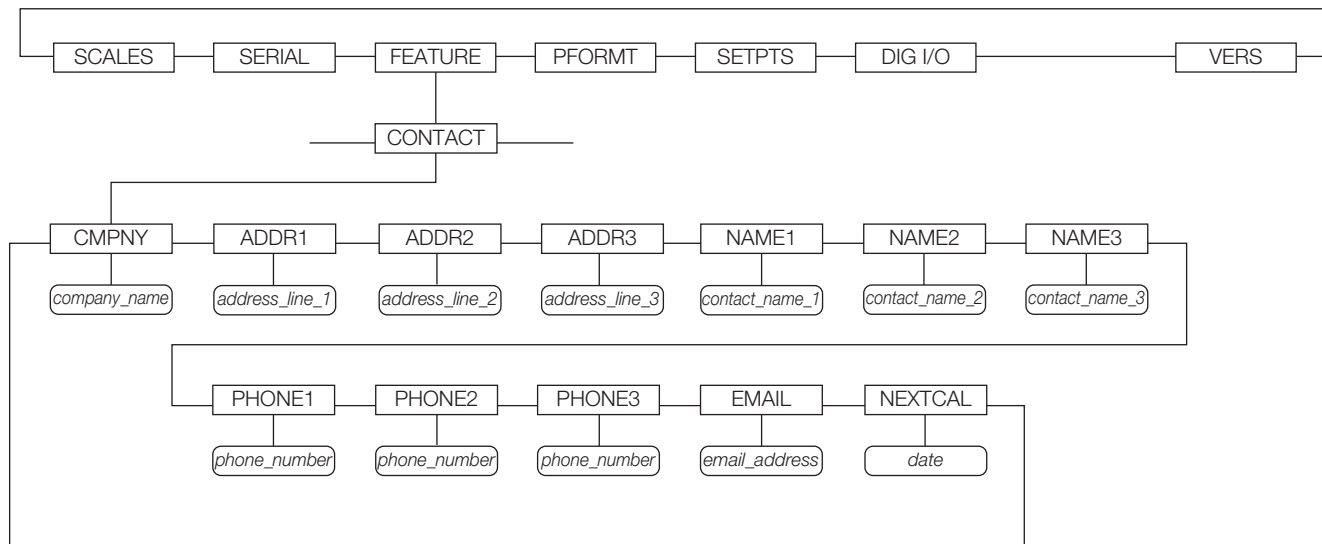 SCALES SERIAL FEATURE PFORMT SETPTS DIG I/O VERS
CONTACT
CMPNY ADDR1 ADDR2 ADDR3 NAME1 NAME2 NAME3
company_name address_line_1 address_line_2 address_line_3 contact_name_1 contact_name_2 contact_name_3
PHONE1 PHONE2 PHONE3 EMAIL NEXTCAL
phone_number phone_number phone_number email_address date